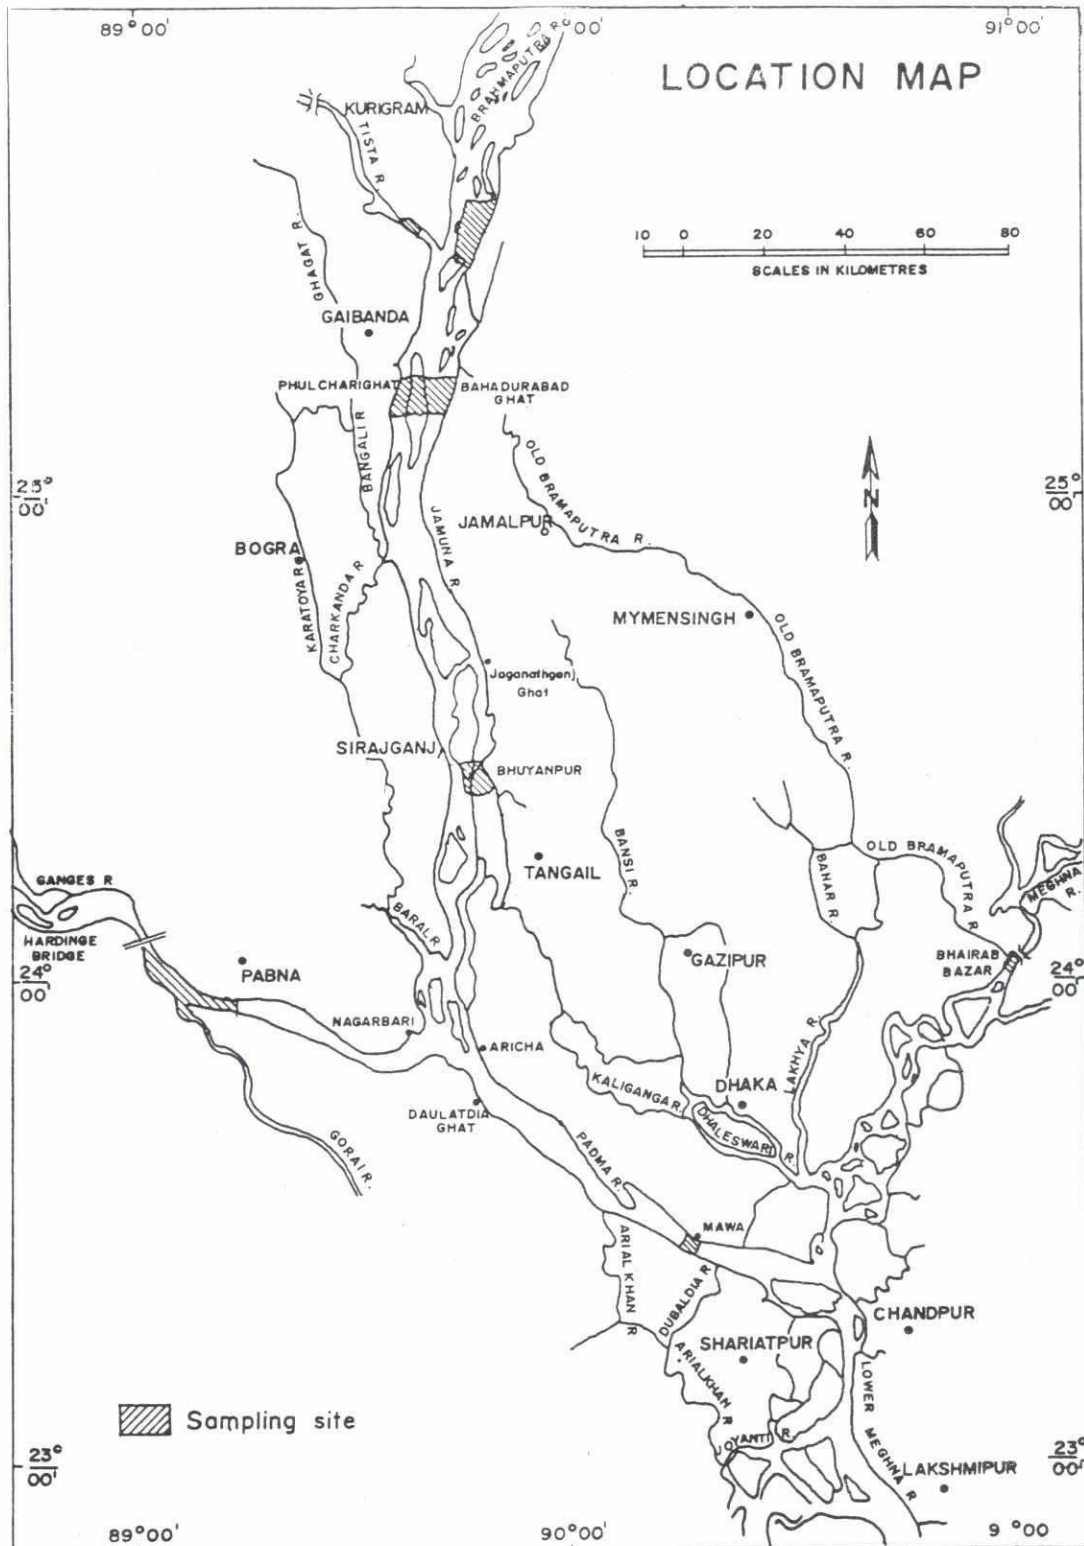 89°00'
91°00'
LOCATION MAP
BRAHMAPUTRA R.
KURIGRAM
TISTA R.
GHAGAT R.
10 0 20 40 60 80
SCALES IN KILOMETRES
GAIBANDA
PHULCHARIGHAT
BAHADURABAD
GHAT
BANGALI R
OLD BRAMAPUTRA R.
N
25°
00'
JAMALPUR
JAMUNA R.
BOGRA
KARATOYA R
CHARKANDA R
MYMENSINGH
OLD BRAMAPUTRA R.
Jaganathganj
Ghat
SIRAJGANJ
BHUYANPUR
TANGAIL
BANSI R.
BAHAR R.
OLD BRAMAPUTRA R
MEGHNA
R.
GANGES R
HARDINGE
BRIDGE
BARAL R
PABNA
GAZIPUR
BHAIRAB
BAZAR
24°
00'
24°
00'
NAGARBARI
ARICHA
LAKHYA R.
KALIGANGA R.
DHAKA
DHALESWARI R.
DAULATDIA
GHAT
GORAI R.
PADMA R.
MAWA
ARIAL KHAN R
DUBALDIA R
CHANDPUR
SHARIATPUR
ARIALKHAN R
LOWER MEGHNA R
JOYANTI R.
Sampling site
23°
00'
23°
00'
LAKSHMIPUR
89°00'
90°00'
9 °00'